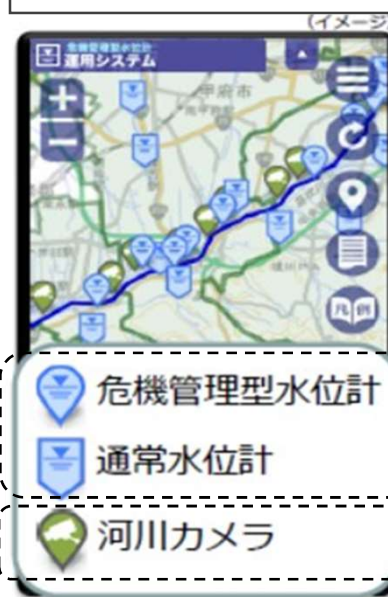 (イメージ
危機管理型水位計
運用システム
甲府市
凡例
危機管理型水位計
通常水位計
河川カメラ